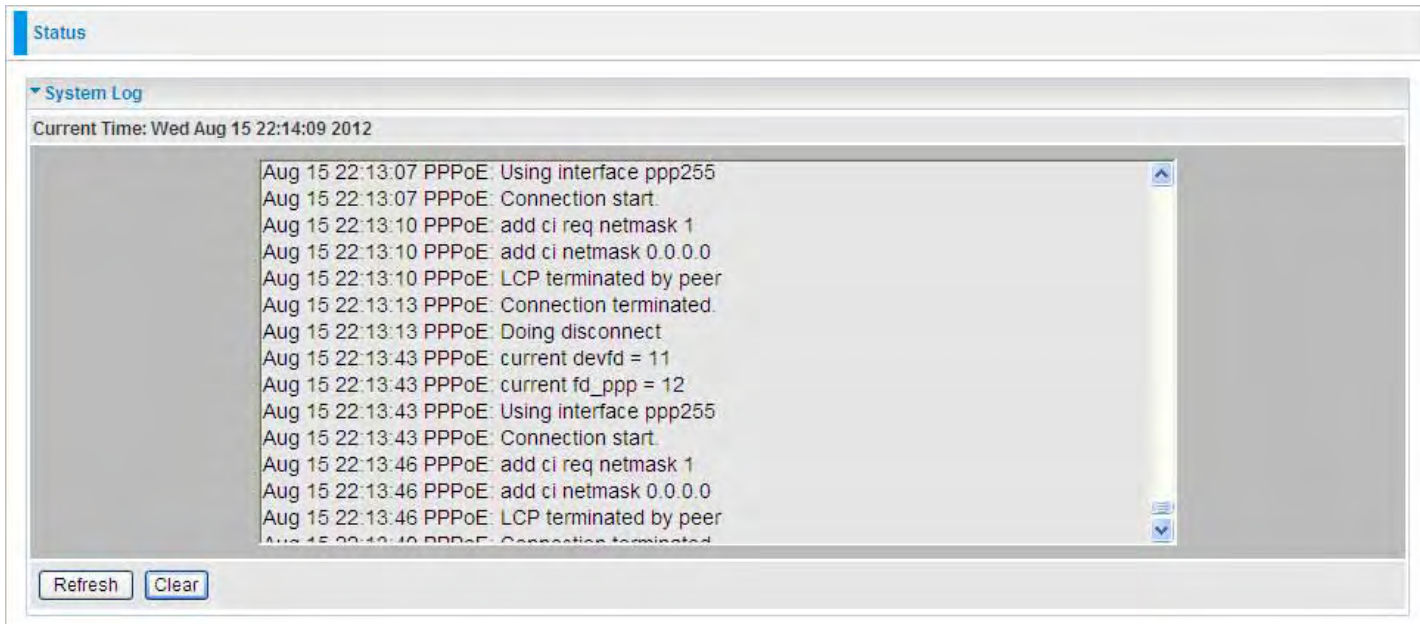 Status
System Log
Current Time: Wed Aug 15 22:14:09 2012
Aug 15 22:13:07 PPPoE: Using interface ppp255
Aug 15 22:13:07 PPPoE: Connection start.
Aug 15 22:13:10 PPPoE: add ci req netmask 1
Aug 15 22:13:10 PPPoE: add ci netmask 0.0.0.0
Aug 15 22:13:10 PPPoE: LCP terminated by peer
Aug 15 22:13:13 PPPoE: Connection terminated.
Aug 15 22:13:13 PPPoE: Doing disconnect
Aug 15 22:13:43 PPPoE: current devfd = 11
Aug 15 22:13:43 PPPoE: current fd_ppp = 12
Aug 15 22:13:43 PPPoE: Using interface ppp255
Aug 15 22:13:43 PPPoE: Connection start.
Aug 15 22:13:46 PPPoE: add ci req netmask 1
Aug 15 22:13:46 PPPoE: add ci netmask 0.0.0.0
Aug 15 22:13:46 PPPoE: LCP terminated by peer
Aug 15 PPPoE: Connection terminated
Refresh Clear